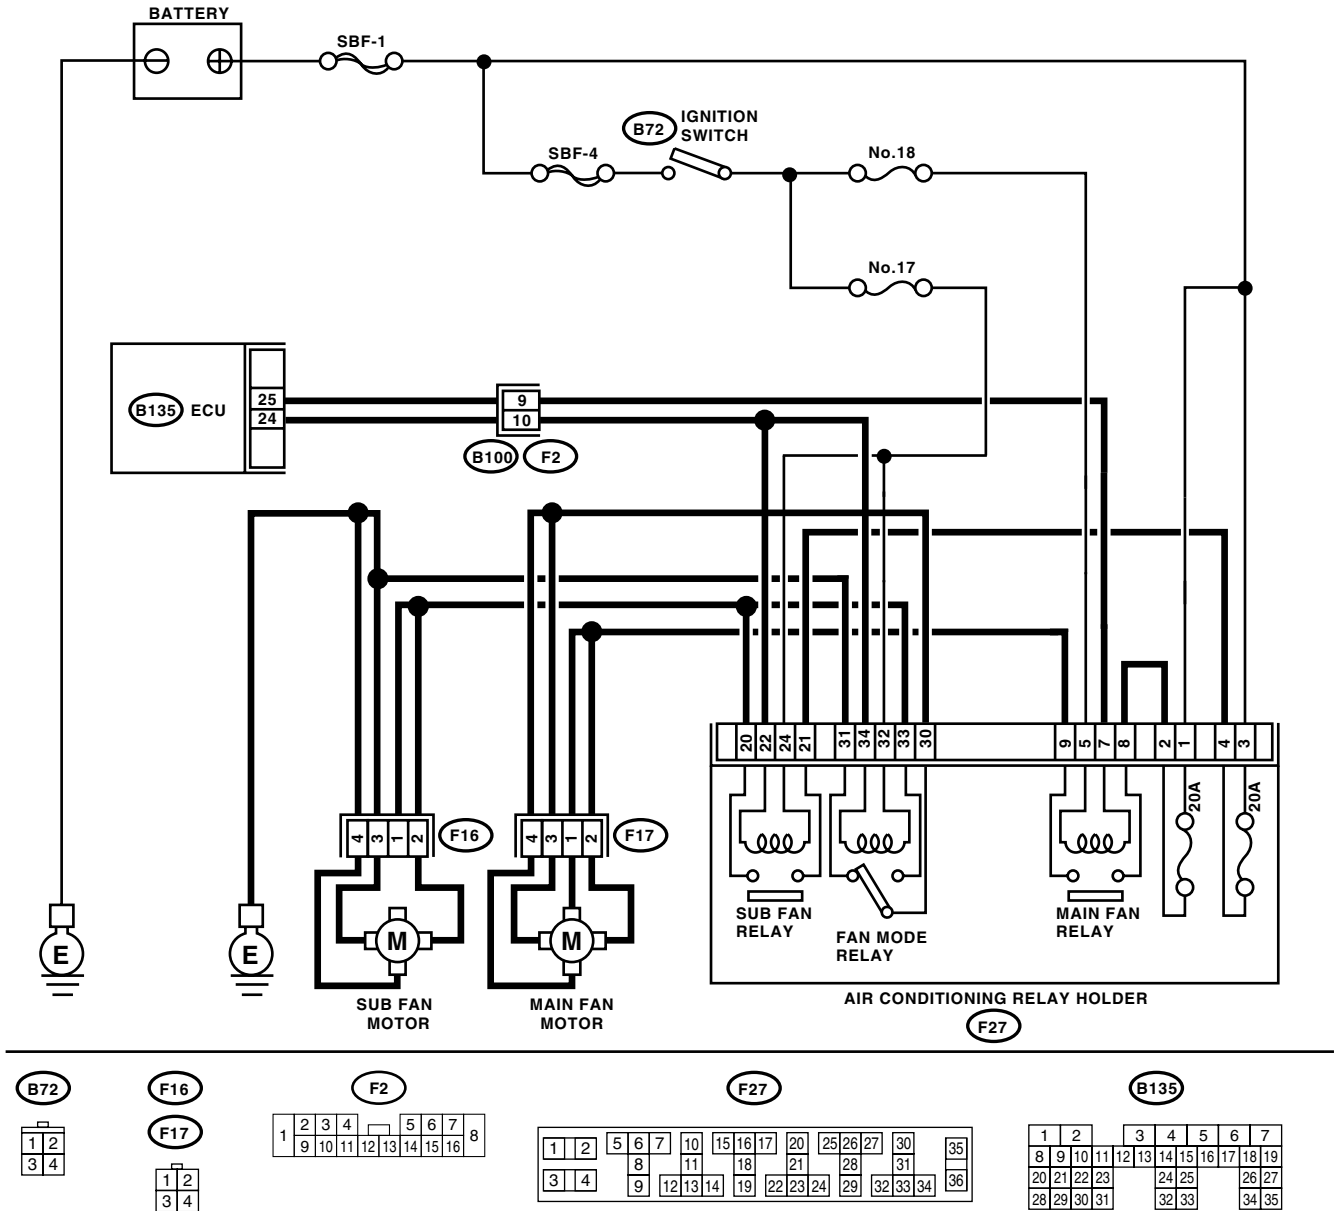 BATTERY
SBF-1
B72
IGNITION
SWITCH
SBF-4
No.18
No.17
B135 ECU
25
24
9
10
B100 F2
20 22 24 21 31 34 32 33 30 9 5 7 8 2 1 4 3
20A 20A
4 3 1 2
F16
4 3 1 2
F17
M
M
E
E
SUB FAN
RELAY
FAN MODE
RELAY
MAIN FAN
RELAY
SUB FAN
MOTOR
MAIN FAN
MOTOR
AIR CONDITIONING RELAY HOLDER
F27
B72
1 2
3 4
F16
F17
1 2
3 4
F2
1 2 3 4 5 6 7 8
9 10 11 12 13 14 15 16
F27
1 2 5 6 7 10 15 16 17 20 25 26 27 30 35
8 11 18 21 28 31
3 4 9 12 13 14 19 22 23 24 29 32 33 34 36
B135
1 2 3 4 5 6 7
8 9 10 11 12 13 14 15 16 17 18 19
20 21 22 23 24 25 26 27
28 29 30 31 32 33 34 35